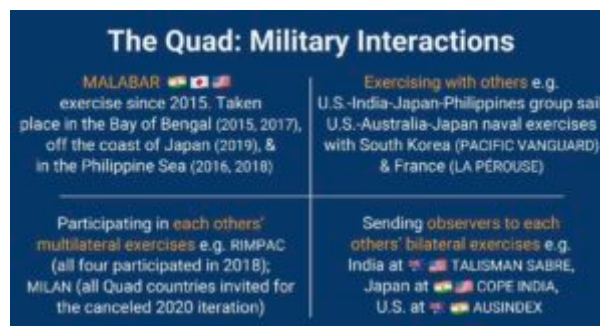 The Quad: Military Interactions
MALABAR
exercise since 2015. Taken
place in the Bay of Bengal (2015, 2017),
off the coast of Japan (2019), &
in the Philippine Sea (2016, 2018)
Exercising with others e.g.
U.S.-India-Japan-Philippines group sail
U.S.-Australia-Japan naval exercises
with South Korea (PACIFIC VANGUARD)
& France (LA PÉROUSE)
Participating in each others'
multilateral exercises e.g. RIMPAC
(all four participated in 2018);
MILAN (all Quad countries invited for
the canceled 2020 iteration)
Sending observers to each
others' bilateral exercises e.g.
India at TALISMAN SABRE,
Japan at COPE INDIA,
U.S. at AUSINDEX